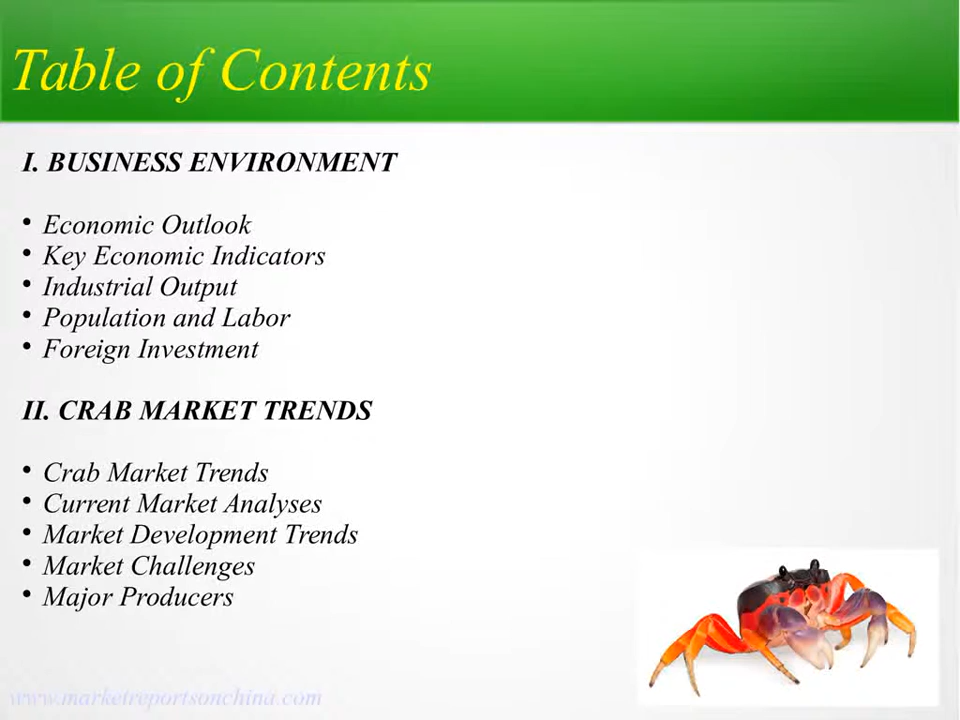 Table of Contents
I. BUSINESS ENVIRONMENT
• Economic Outlook
• Key Economic Indicators
• Industrial Output
• Population and Labor
• Foreign Investment
II. CRAB MARKET TRENDS
• Crab Market Trends
• Current Market Analyses
• Market Development Trends
• Market Challenges
• Major Producers
www.marketreportsonchina.com